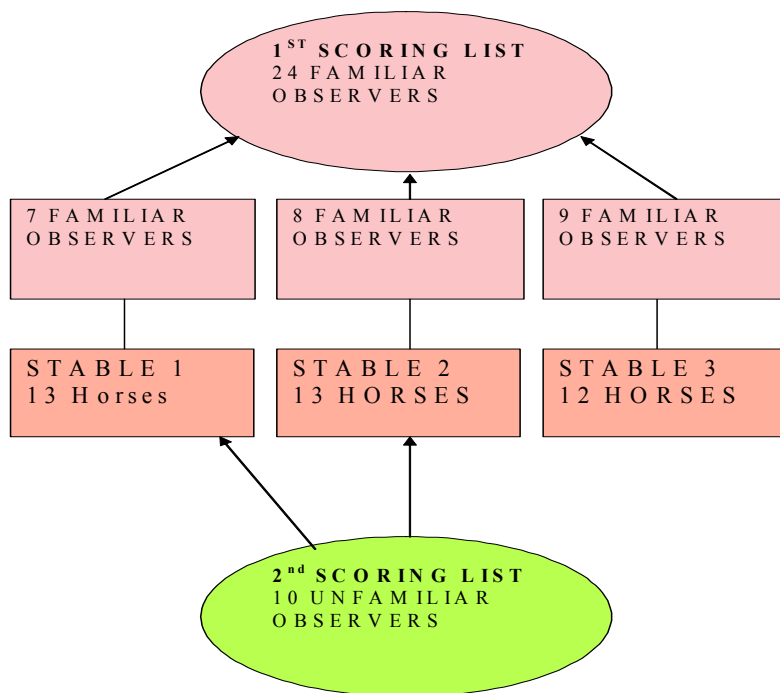 1ST SCORING LIST
24 FAMILIAR
OBSERVERS
7 FAMILIAR
OBSERVERS
8 FAMILIAR
OBSERVERS
9 FAMILIAR
OBSERVERS
STABLE 1
13 Horses
STABLE 2
13 HORSES
STABLE 3
12 HORSES
2nd SCORING LIST
10 UNFAMILIAR
OBSERVERS